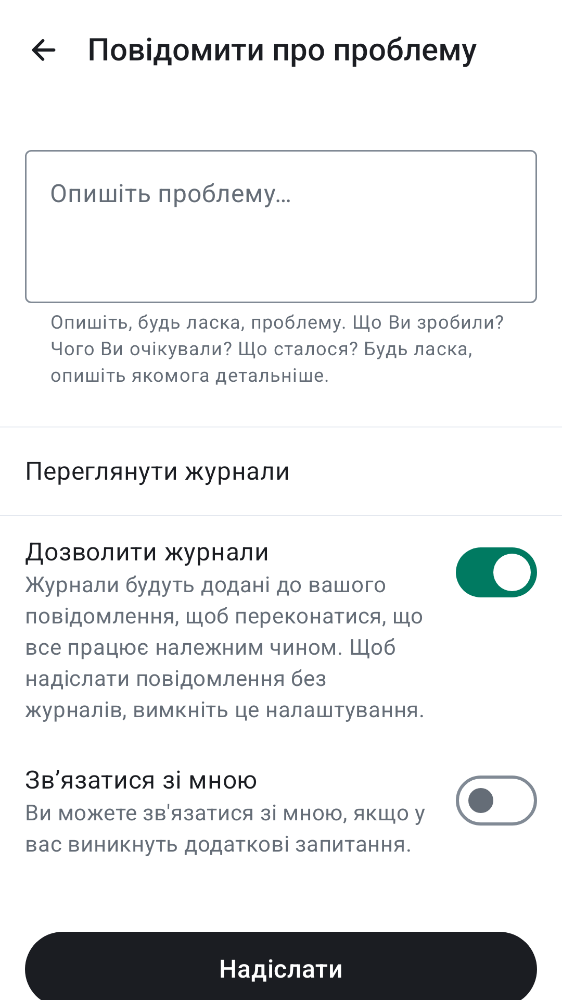 Повідомити про проблему
Опишіть проблему...
Опишіть, будь ласка, проблему. Що Ви зробили?
Чого Ви очікували? Що сталося? Будь ласка,
опишіть якомога детальніше.
Переглянути журнали
Дозволити журнали
Журнали будуть додані до вашого
повідомлення, щоб переконатися, що
все працює належним чином. Щоб
надіслати повідомлення без
журналів, вимкніть це налаштування.
Зв’язатися зі мною
Ви можете зв'язатися зі мною, якщо у
вас виникнуть додаткові запитання.
Надіслати